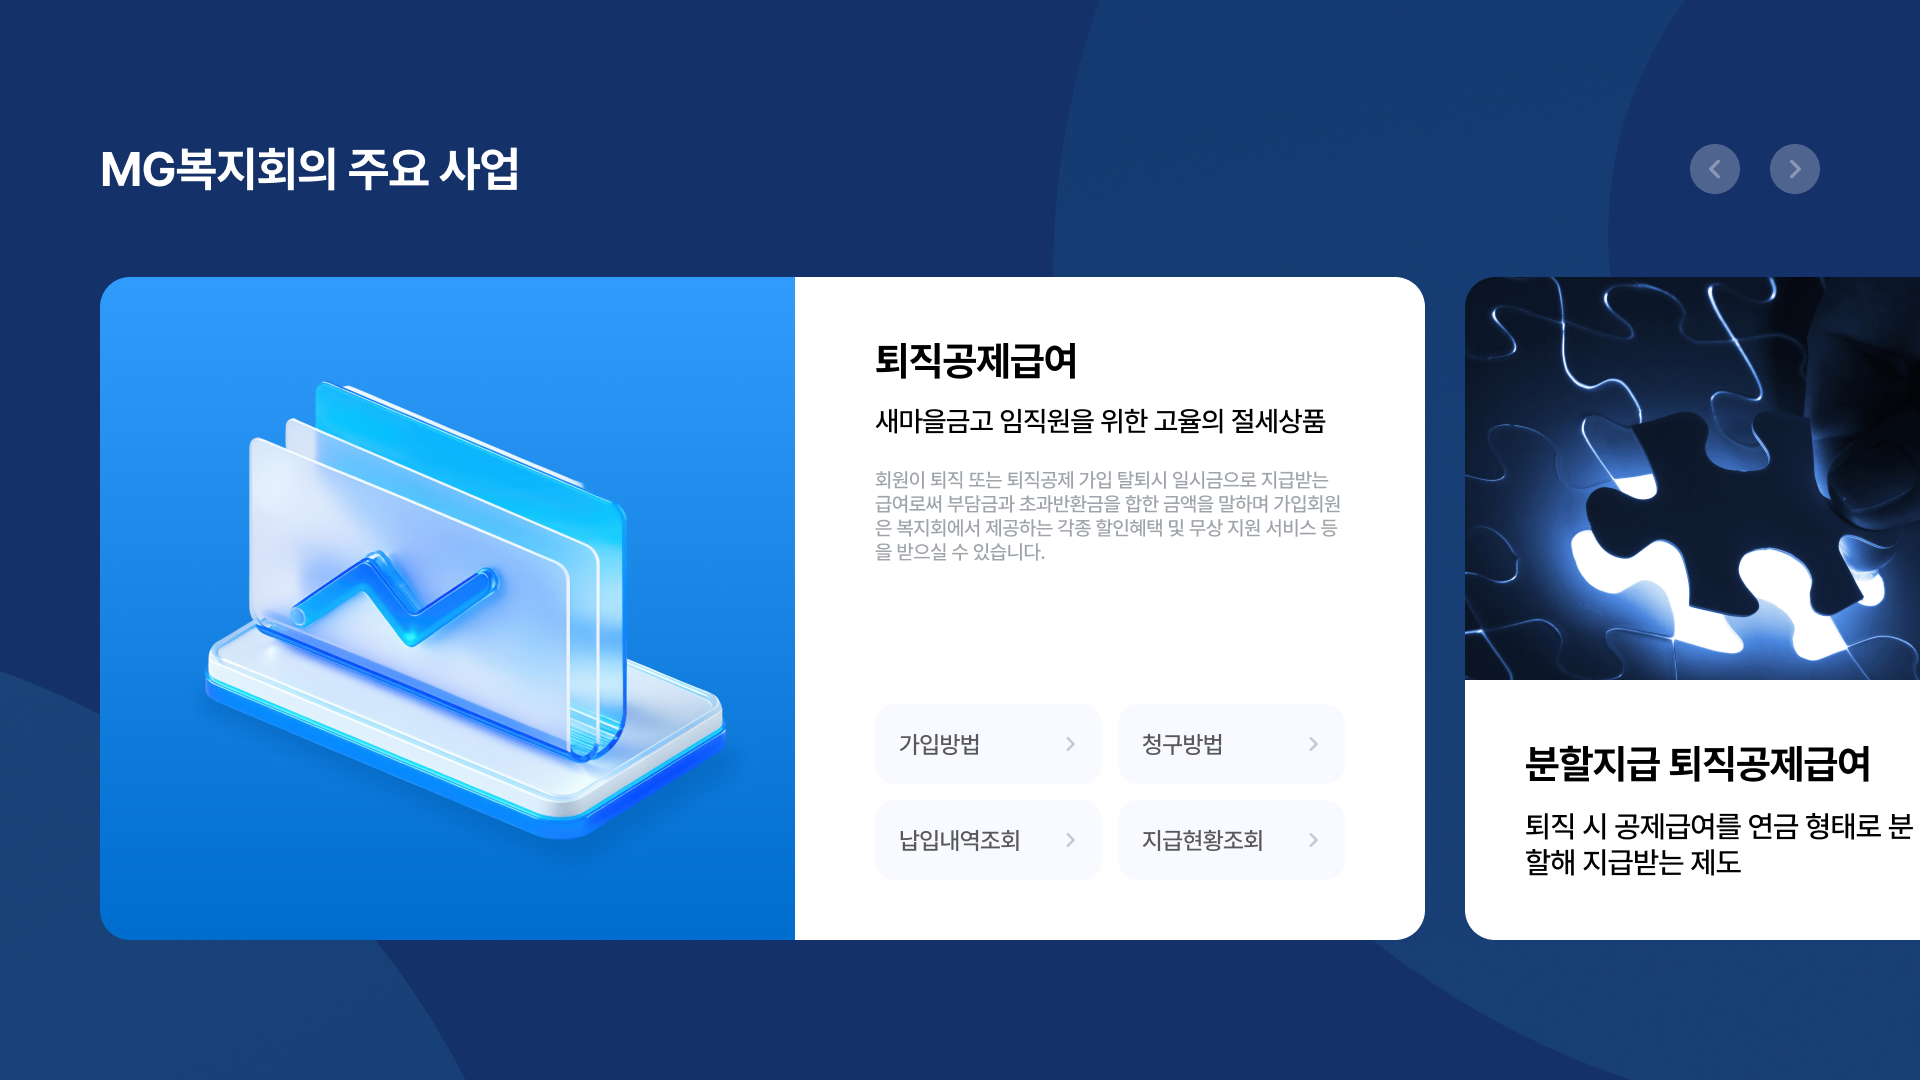 MG복지회의 주요 사업
퇴직공제급여
새마을금고 임직원을 위한 고율의 절세상품
회원이 퇴직 또는 퇴직공제 가입 탈퇴시 일시금으로 지급받는
급여로써 부담금과 초과반환금을 합한 금액을 말하며 가입회원
은 복지회에서 제공하는 각종 할인혜택 및 무상 지원 서비스 등
을 받으실 수 있습니다.
가입방법
청구방법
납입내역조회
지급현황조회
분할지급 퇴직공제급여
퇴직 시 공제급여를 연금 형태로 분
할해 지급받는 제도